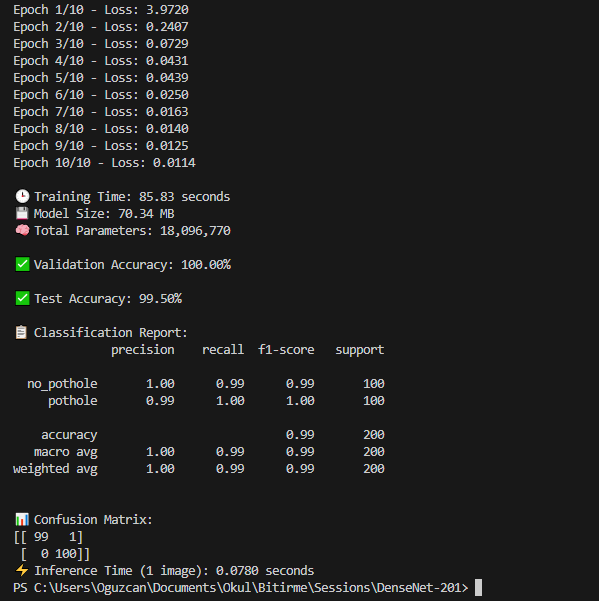 Epoch 1/10 - Loss: 3.9720
Epoch 2/10 - Loss: 0.2407
Epoch 3/10 - Loss: 0.0729
Epoch 4/10 - Loss: 0.0431
Epoch 5/10 - Loss: 0.0439
Epoch 6/10 - Loss: 0.0250
Epoch 7/10 - Loss: 0.0163
Epoch 8/10 - Loss: 0.0140
Epoch 9/10 - Loss: 0.0125
Epoch 10/10 - Loss: 0.0114
🕒 Training Time: 85.83 seconds
💾 Model Size: 70.34 MB
🧠 Total Parameters: 18,096,770
✅ Validation Accuracy: 100.00%
✅ Test Accuracy: 99.50%
📋 Classification Report:
precision recall f1-score support
no_pothole 1.00 0.99 0.99 100
pothole 0.99 1.00 1.00 100
accuracy 0.99 200
macro avg 1.00 0.99 0.99 200
weighted avg 1.00 0.99 0.99 200
📊 Confusion Matrix:
[[ 99 1]
[ 0 100]]
⚡ Inference Time (1 image): 0.0780 seconds
PS C:\Users\Oguzcan\Documents\Okul\Bitirme\Sessions\DenseNet-201>